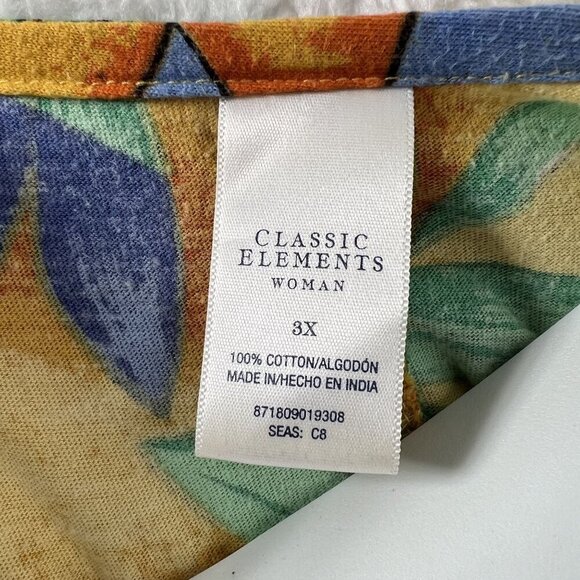 CLASSIC
ELEMENTS
WOMAN
3X
100% COTTON/ALGODÓN
MADE IN/HECHO EN INDIA
871809019308
SEAS: C8